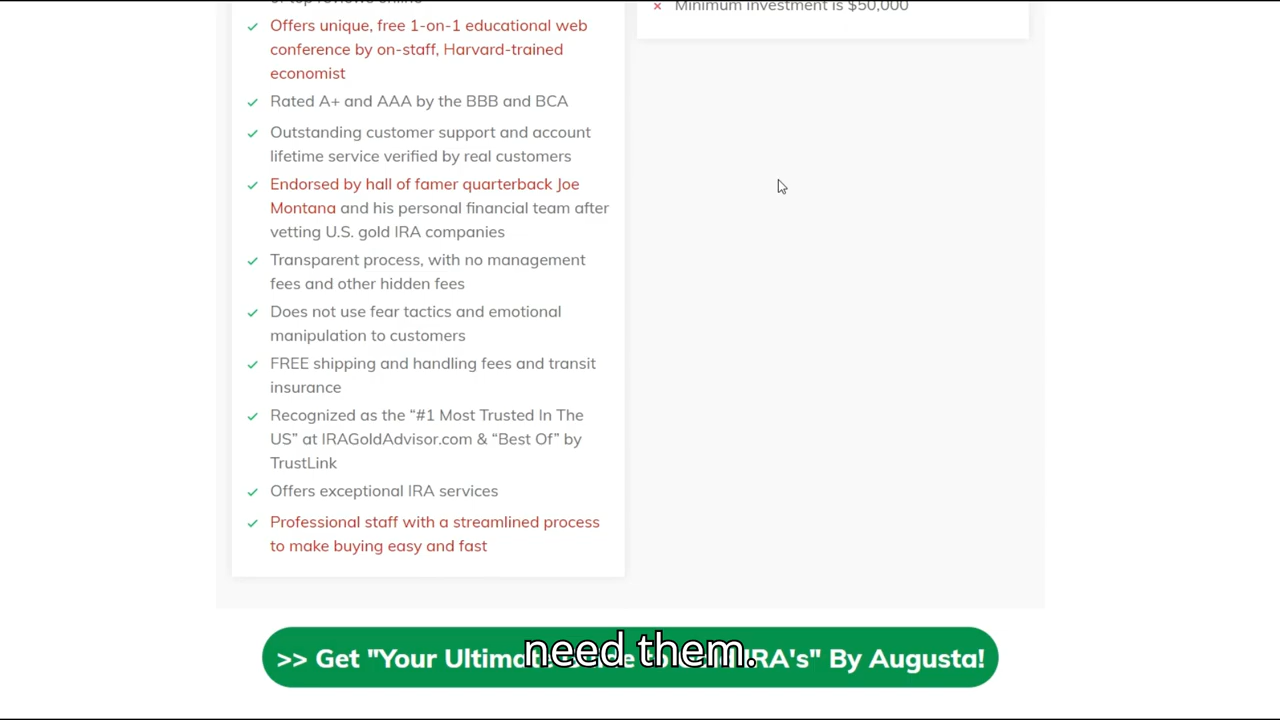 Offers unique, free 1-on-1 educational web
conference by on-staff, Harvard-trained
economist
Rated A+ and AAA by the BBB and BCA
Outstanding customer support and account
lifetime service verified by real customers
Endorsed by hall of famer quarterback Joe
Montana and his personal financial team after
vetting U.S. gold IRA companies
Transparent process, with no management
fees and other hidden fees
Does not use fear tactics and emotional
manipulation to customers
FREE shipping and handling fees and transit
insurance
Recognized as the “#1 Most Trusted In The
US” at IRAGoldAdvisor.com & “Best Of” by
TrustLink
Offers exceptional IRA services
Professional staff with a streamlined process
to make buying easy and fast
Minimum investment is $50,000
>> Get "Your Ultimate to IRA's" By Augusta!
need them.